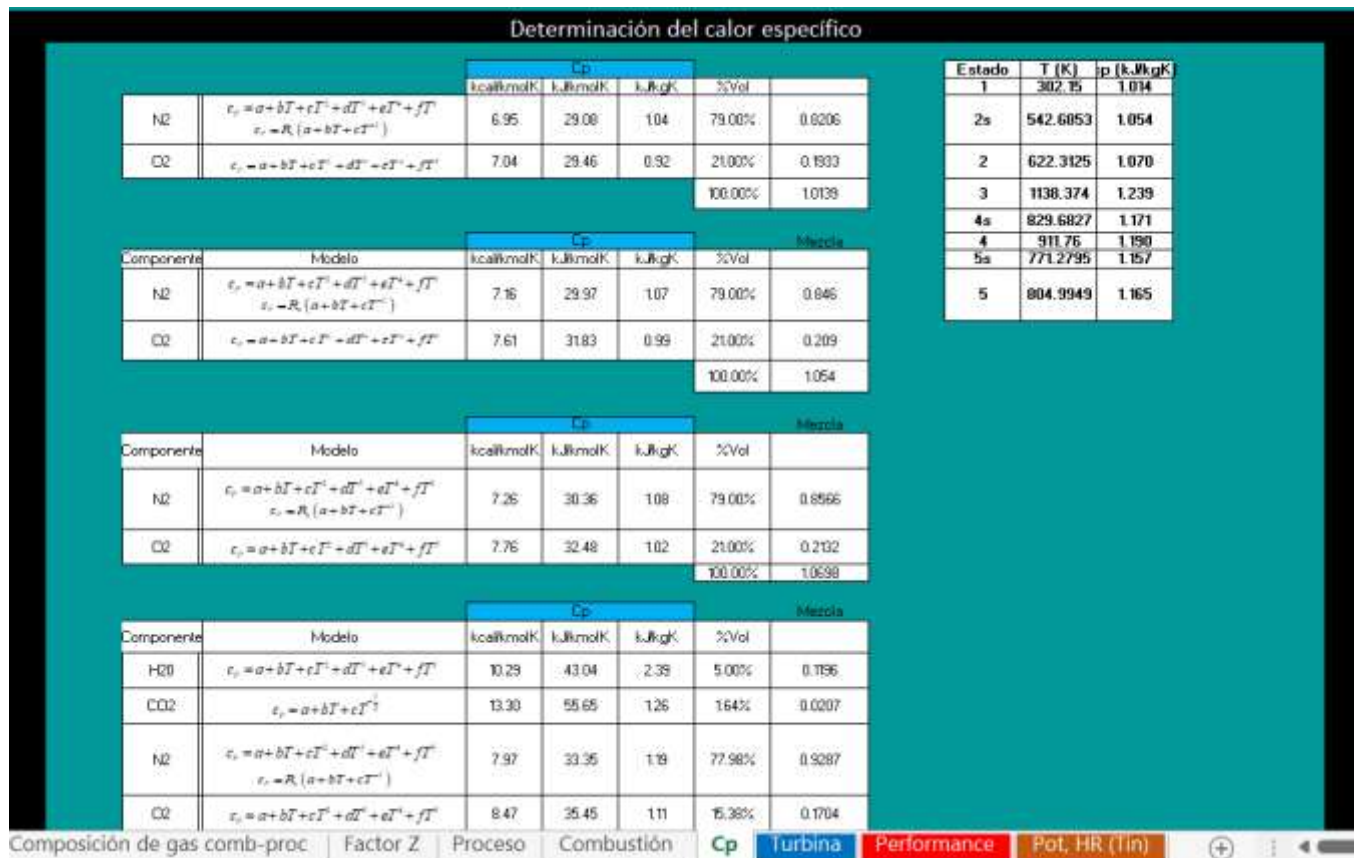 Determinación del calor específico
Cp
kcal/kmolK kJ/kmolK kJ/kgK %Vol
N2 6.95 29.08 1.04 79.00% 0.8206
O2 7.04 29.46 0.92 21.00% 0.1933
100.00% 1.0139
Cp Mezcla
Componente Modelo kcal/kmolK kJ/kmolK kJ/kgK %Vol
N2 7.16 29.97 1.07 79.00% 0.846
O2 7.61 31.83 0.99 21.00% 0.209
100.00% 1.054
Cp Mezcla
Componente Modelo kcal/kmolK kJ/kmolK kJ/kgK %Vol
N2 7.26 30.36 1.08 79.00% 0.8566
O2 7.76 32.48 1.02 21.00% 0.2132
100.00% 1.0698
Cp Mezcla
Componente Modelo kcal/kmolK kJ/kmolK kJ/kgK %Vol
H20 10.29 43.04 2.39 5.00% 0.1196
CO2 13.30 55.65 1.26 1.64% 0.0207
N2 7.97 33.35 1.19 77.98% 0.9287
O2 8.47 35.45 1.11 15.38% 0.1704
Estado T (K) p (kJ/kgK)
1 302.15 1.014
2s 542.6853 1.054
2 622.3125 1.070
3 1138.374 1.239
4s 829.6827 1.171
4 911.76 1.190
5s 771.2795 1.157
5 804.9949 1.165
Composición de gas comb-proc Factor Z Proceso Combustión Cp Turbina Performance Pot, HR (Tin)